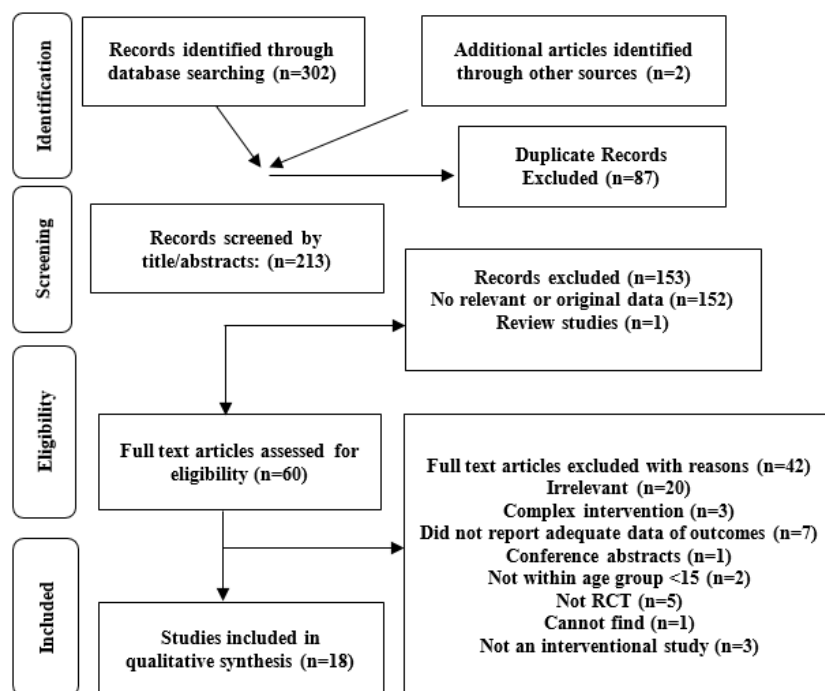 Identification
Records identified through
database searching (n=302)
Additional articles identified
through other sources (n=2)
Duplicate Records
Excluded (n=87)
Screening
Records screened by
title/abstracts: (n=213)
Records excluded (n=153)
No relevant or original data (n=152)
Review studies (n=1)
Eligibility
Full text articles assessed for
eligibility (n=60)
Full text articles excluded with reasons (n=42)
Irrelevant (n=20)
Complex intervention (n=3)
Did not report adequate data of outcomes (n=7)
Conference abstracts (n=1)
Not within age group <15 (n=2)
Not RCT (n=5)
Cannot find (n=1)
Not an interventional study (n=3)
Included
Studies included in
qualitative synthesis (n=18)